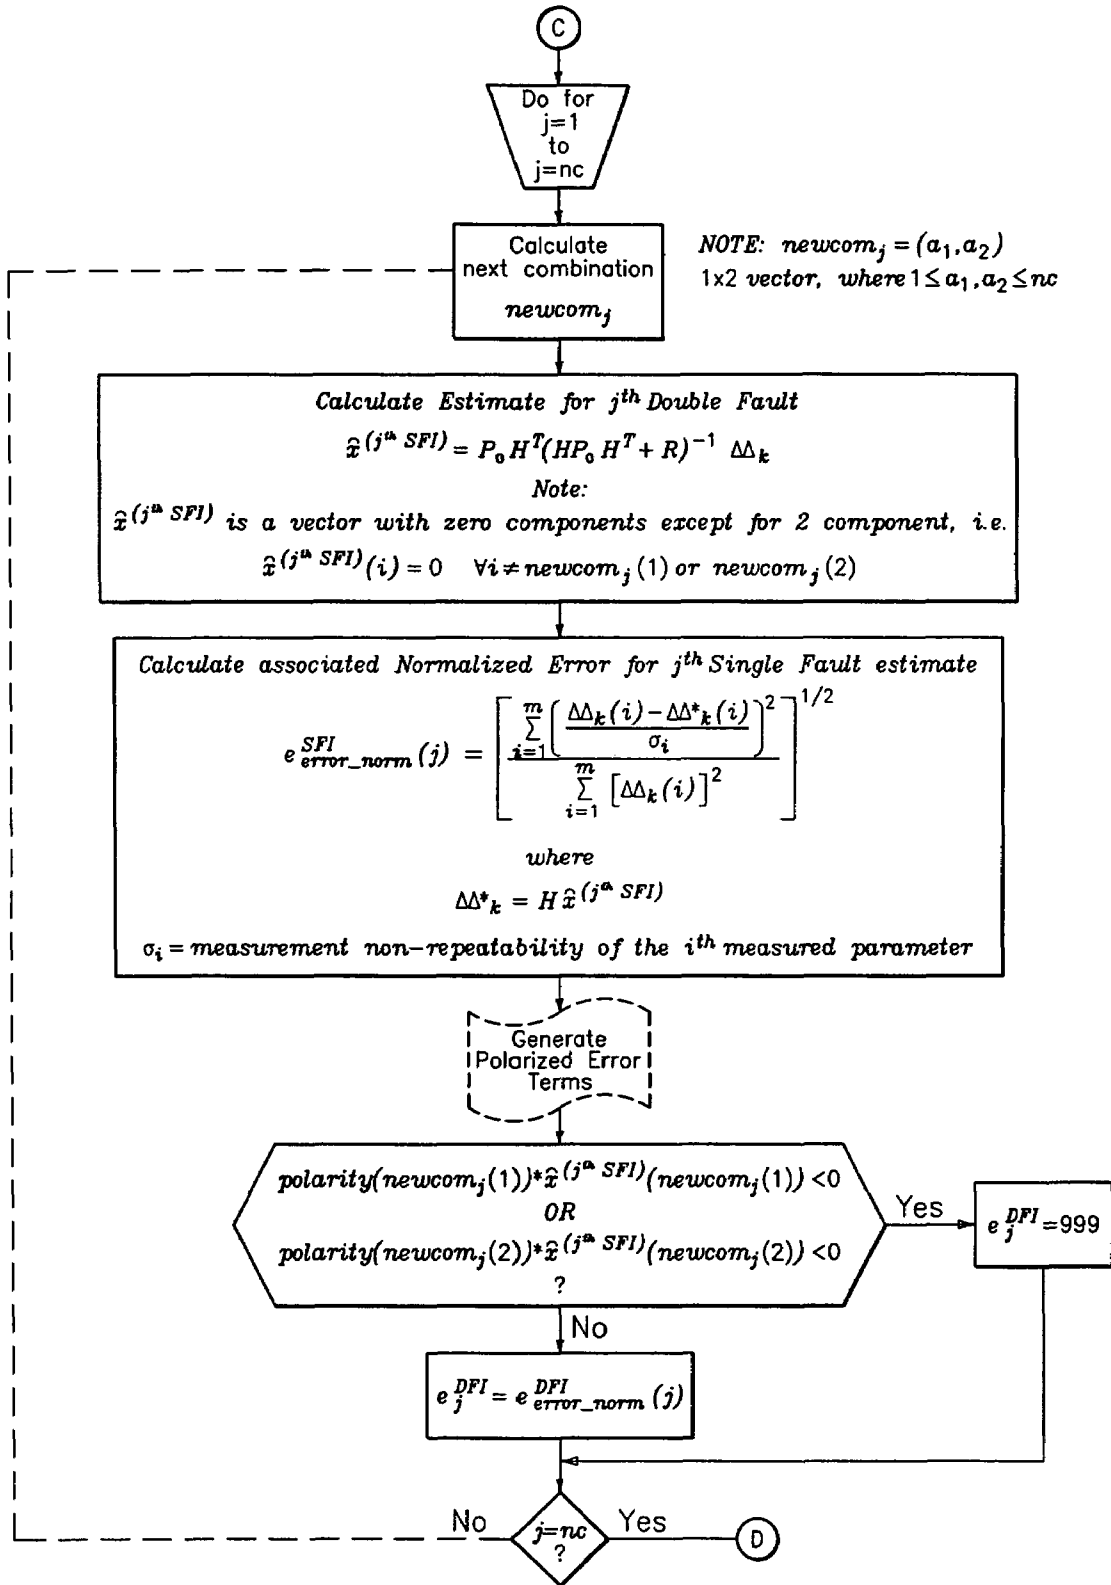 C
Do for
j=1
to
j=nc
Calculate
next combination
newcom_j
NOTE: newcom_j = (a_1, a_2)
1x2 vector, where 1 ≤ a_1, a_2 ≤ nc
Calculate Estimate for j^th Double Fault
x̂^(j^th SFI) = P_0 H^T (HP_0 H^T + R)^-1 ΔΔ_k
Note:
x̂^(j^th SFI) is a vector with zero components except for 2 component, i.e.
x̂^(j^th SFI)(i) = 0 ∀i ≠ newcom_j(1) or newcom_j(2)
Calculate associated Normalized Error for j^th Single Fault estimate
e^SFI_error_norm(j) = [ Σ_{i=1}^m ( (ΔΔ_k(i) − ΔΔ*_k(i)) / σ_i )^2 / Σ_{i=1}^m [ΔΔ_k(i)]^2 ]^1/2
where
ΔΔ*_k = H x̂^(j^th SFI)
σ_i = measurement non-repeatability of the i^th measured parameter
Generate
Polarized Error
Terms
polarity(newcom_j(1))*x̂^(j^th SFI)(newcom_j(1)) <0
OR
polarity(newcom_j(2))*x̂^(j^th SFI)(newcom_j(2)) <0
?
Yes
e_j^DFI = 999
No
e_j^DFI = e^DFI_error_norm(j)
No
j=nc
?
Yes
D